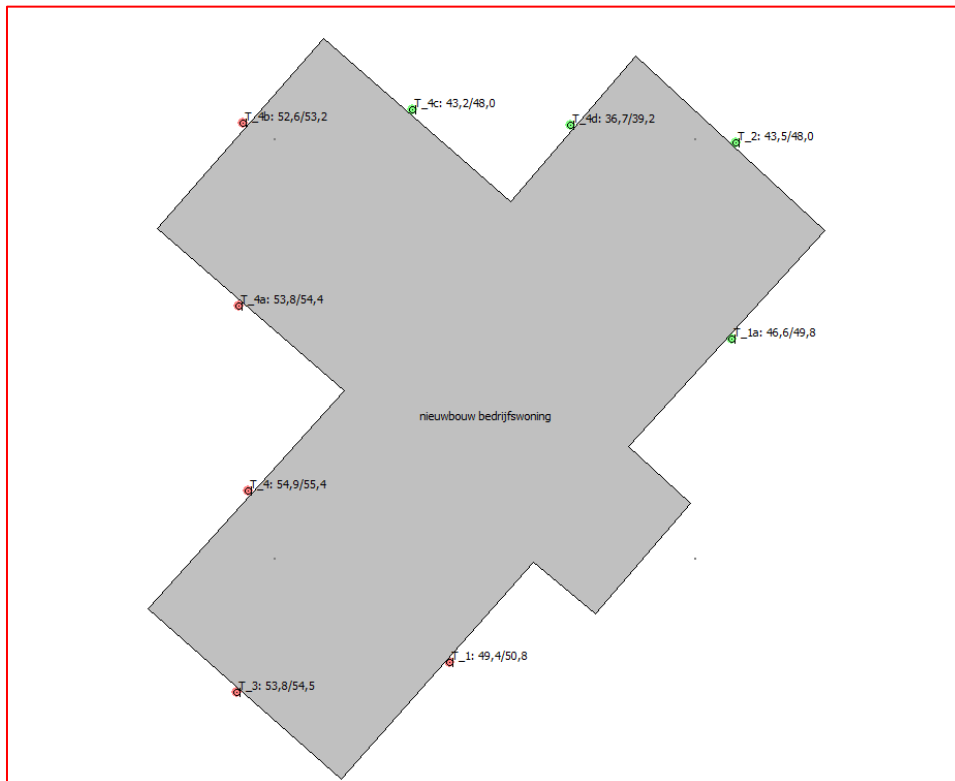 T_4c: 43,2/48,0
T_4b: 52,6/53,2
T_4d: 36,7/39,2
T_2: 43,5/48,0
T_4a: 53,8/54,4
T_1a: 46,6/49,8
nieuwbouw bedrijfswoning
T_4: 54,9/55,4
T_1: 49,4/50,8
T_3: 53,8/54,5